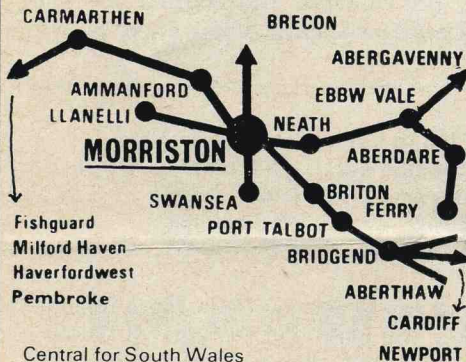 CARMARTHEN
BRECON
ABERGAVENNY
AMMANFORD
EBBW VALE
LLANELLI
NEATH
MORRISTON
ABERDARE
SWANSEA
BRITON
FERRY
PORT TALBOT
Fishguard
Milford Haven
BRIDGEND
Haverfordwest
Pembroke
ABERTHAW
CARDIFF
Central for South Wales
NEWPORT